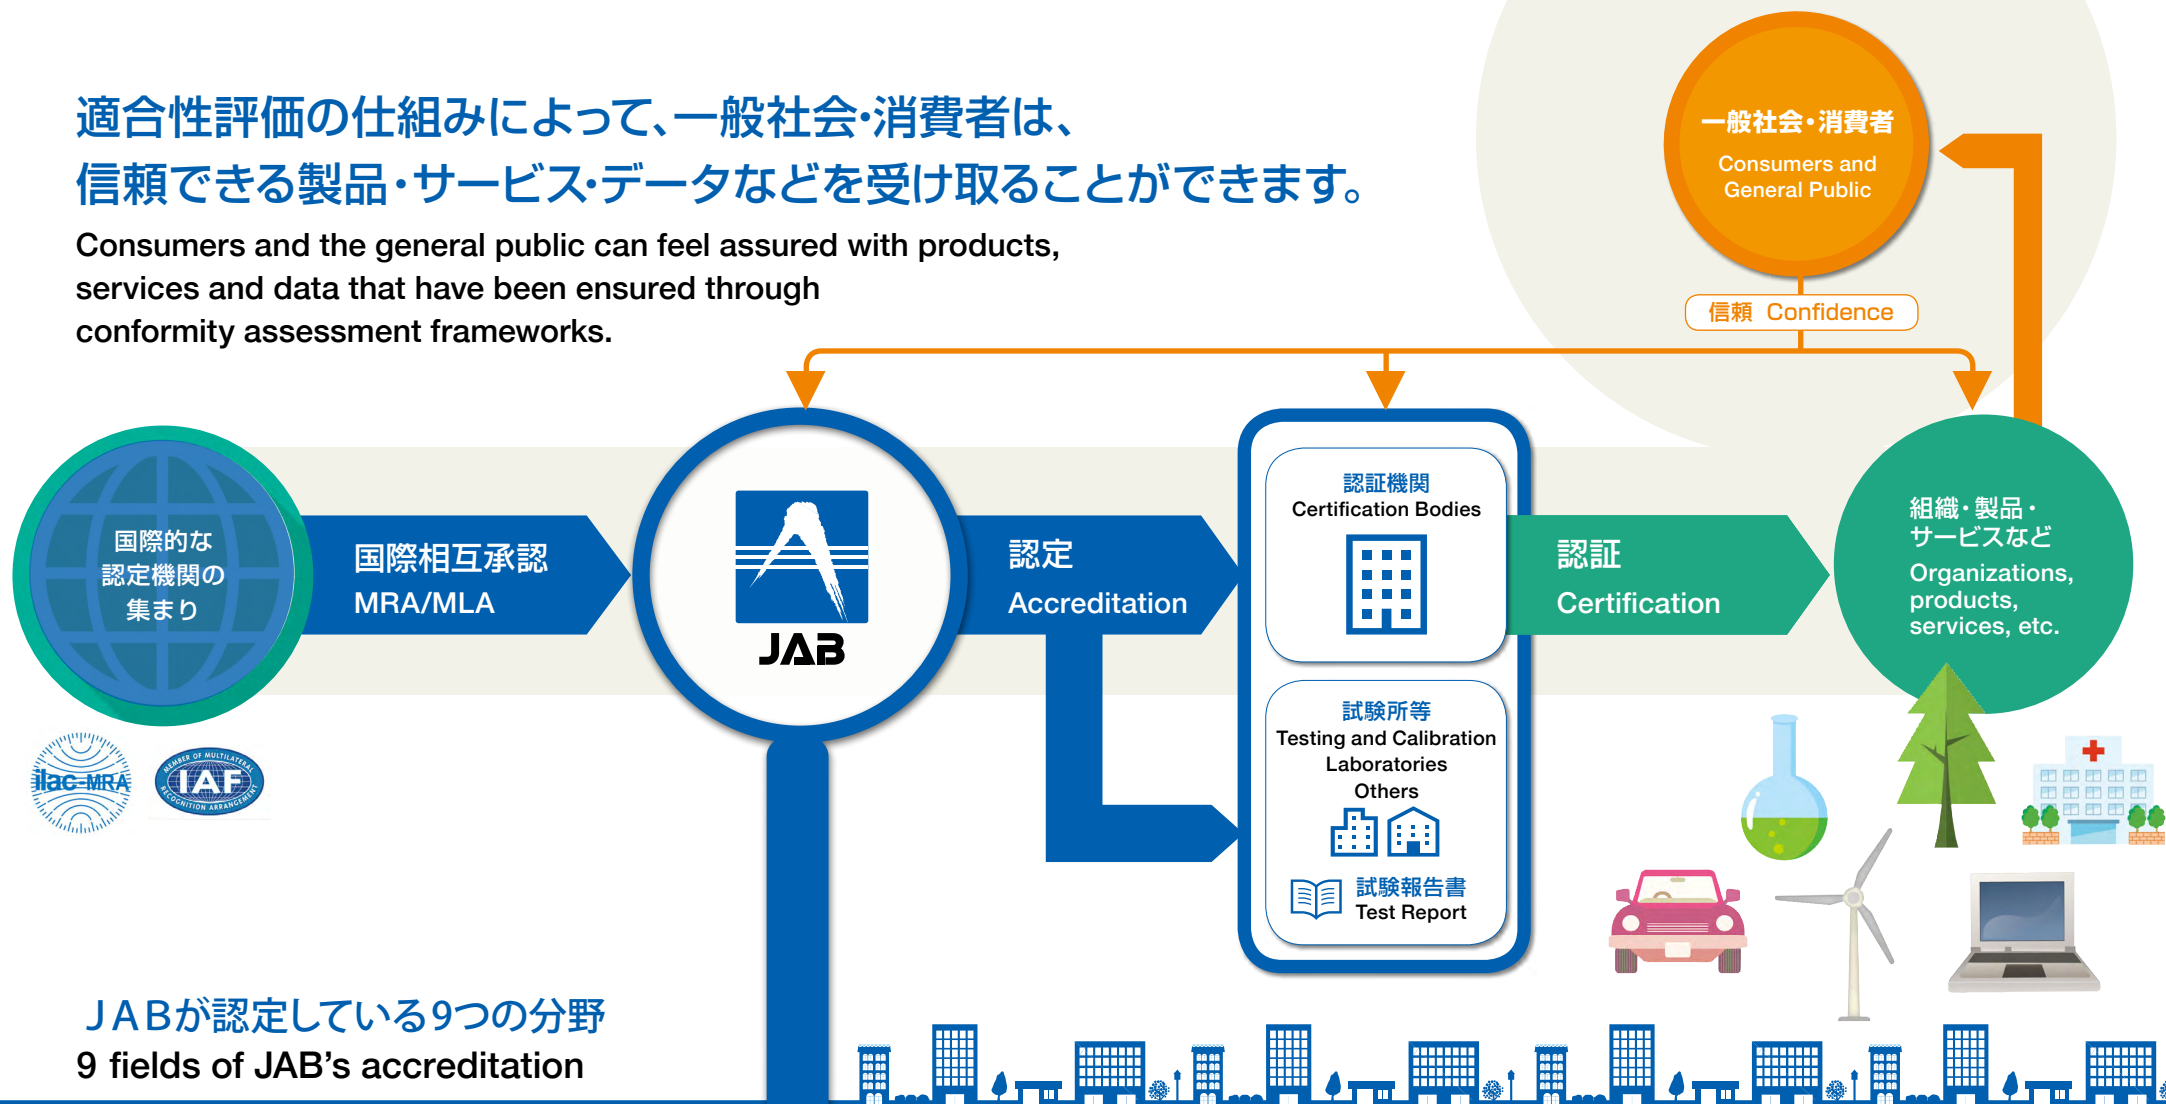 適合性評価の仕組みによって、一般社会・消費者は、
信頼できる製品・サービス・データなどを受け取ることができます。
Consumers and the general public can feel assured with products,
services and data that have been ensured through
conformity assessment frameworks.
一般社会・消費者
Consumers and
General Public
信頼 Confidence
国際的な
認定機関の
集まり
国際相互承認
MRA/MLA
JAB
認定
Accreditation
認証機関
Certification Bodies
認証
Certification
組織・製品・
サービスなど
Organizations,
products,
services, etc.
試験所等
Testing and Calibration
Laboratories
Others
試験報告書
Test Report
ilac-MRA
MEMBER OF MULTILATERAL
IAF
RECOGNITION ARRANGEMENT
JABが認定している9つの分野
9 fields of JAB's accreditation